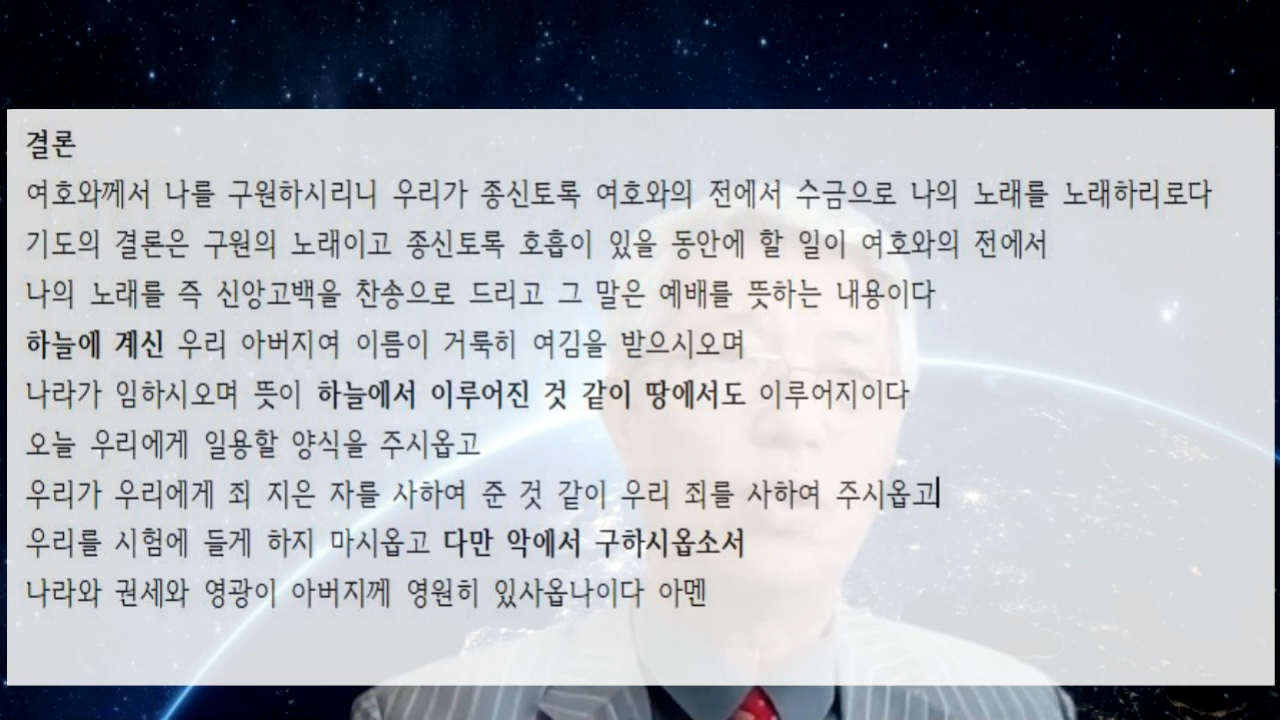 결론
여호와께서 나를 구원하시리니 우리가 종신토록 여호와의 전에서 수금으로 나의 노래를 노래하리로다
기도의 결론은 구원의 노래이고 종신토록 호흡이 있을 동안에 할 일이 여호와의 전에서
나의 노래를 즉 신앙고백을 찬송으로 드리고 그 말은 예배를 뜻하는 내용이다
하늘에 계신 우리 아버지여 이름이 거룩히 여김을 받으시오며
나라가 임하시오며 뜻이 하늘에서 이루어진 것 같이 땅에서도 이루어지이다
오늘 우리에게 일용할 양식을 주시옵고
우리가 우리에게 죄 지은 자를 사하여 준 것 같이 우리 죄를 사하여 주시옵고
우리를 시험에 들게 하지 마시옵고 다만 악에서 구하시옵소서
나라와 권세와 영광이 아버지께 영원히 있사옵나이다 아멘